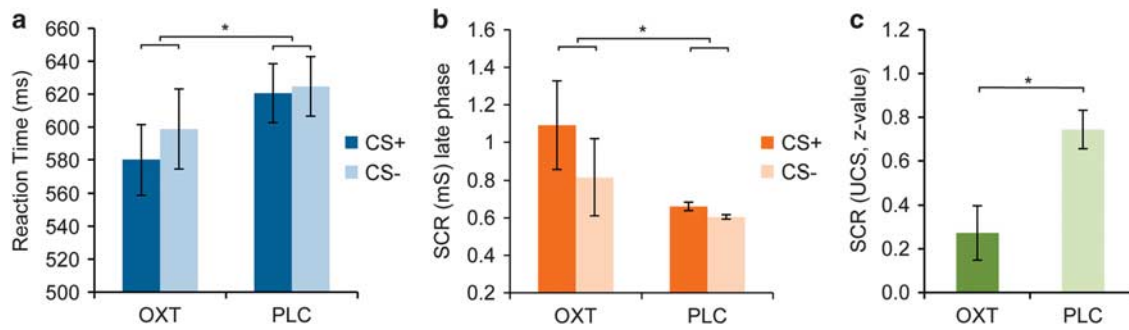 a
Reaction Time (ms)
660
640
620
600
580
560
540
520
500
*
OXT
PLC
CS+
CS-
b
SCR (mS) late phase
1.6
1.4
1.2
1
0.8
0.6
0.4
0.2
*
OXT
PLC
CS+
CS-
c
SCR (UCS, z-value)
1.2
1.0
0.8
0.6
0.4
0.2
0.0
*
OXT
PLC